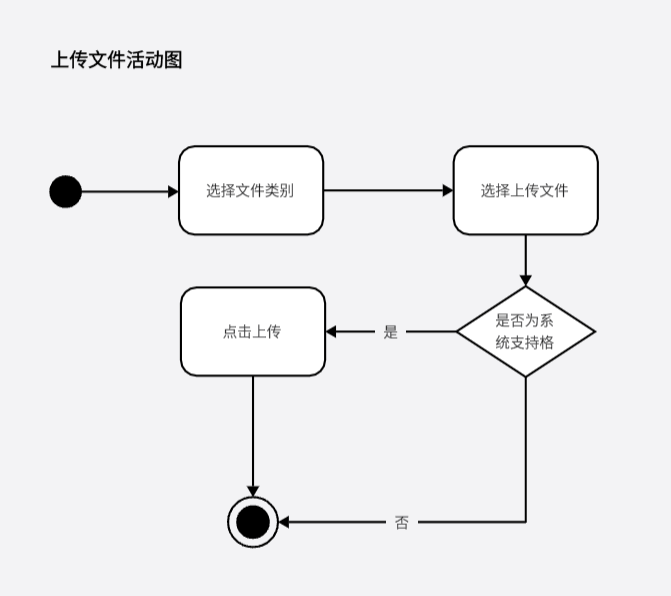 上传文件活动图
选择文件类别
选择上传文件
点击上传
是
是否为系
统支持格
否